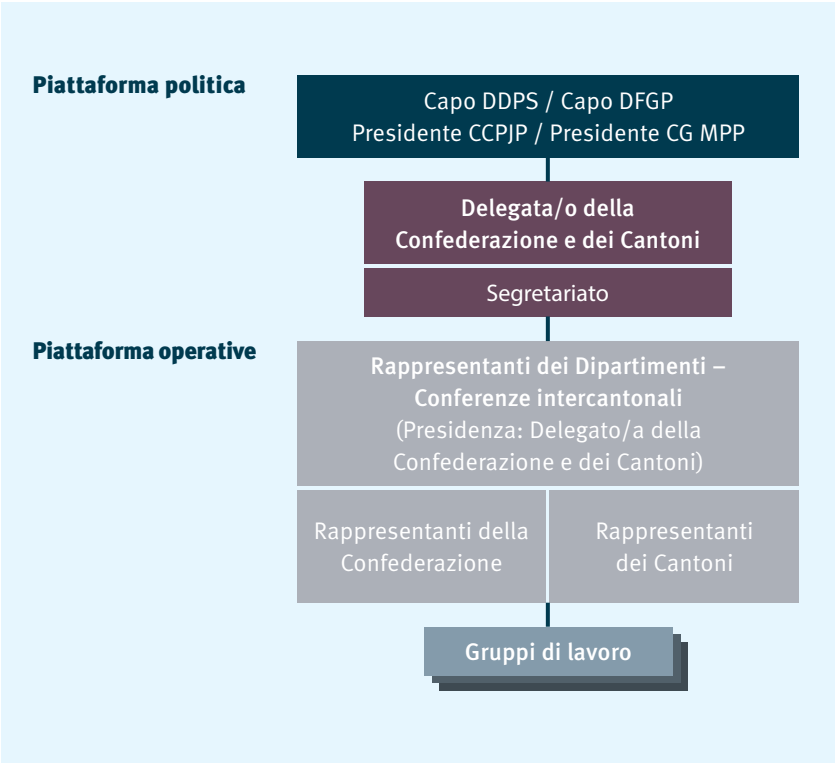 Piattaforma politica
Capo DDPS / Capo DFGP
Presidente CCPJP / Presidente CG MPP
Delegata/o della
Confederazione e dei Cantoni
Segretariato
Piattaforma operative
Rappresentanti dei Dipartimenti –
Conferenze intercantonali
(Presidenza: Delegato/a della
Confederazione e dei Cantoni)
Rappresentanti della
Confederazione
Rappresentanti
dei Cantoni
Gruppi di lavoro